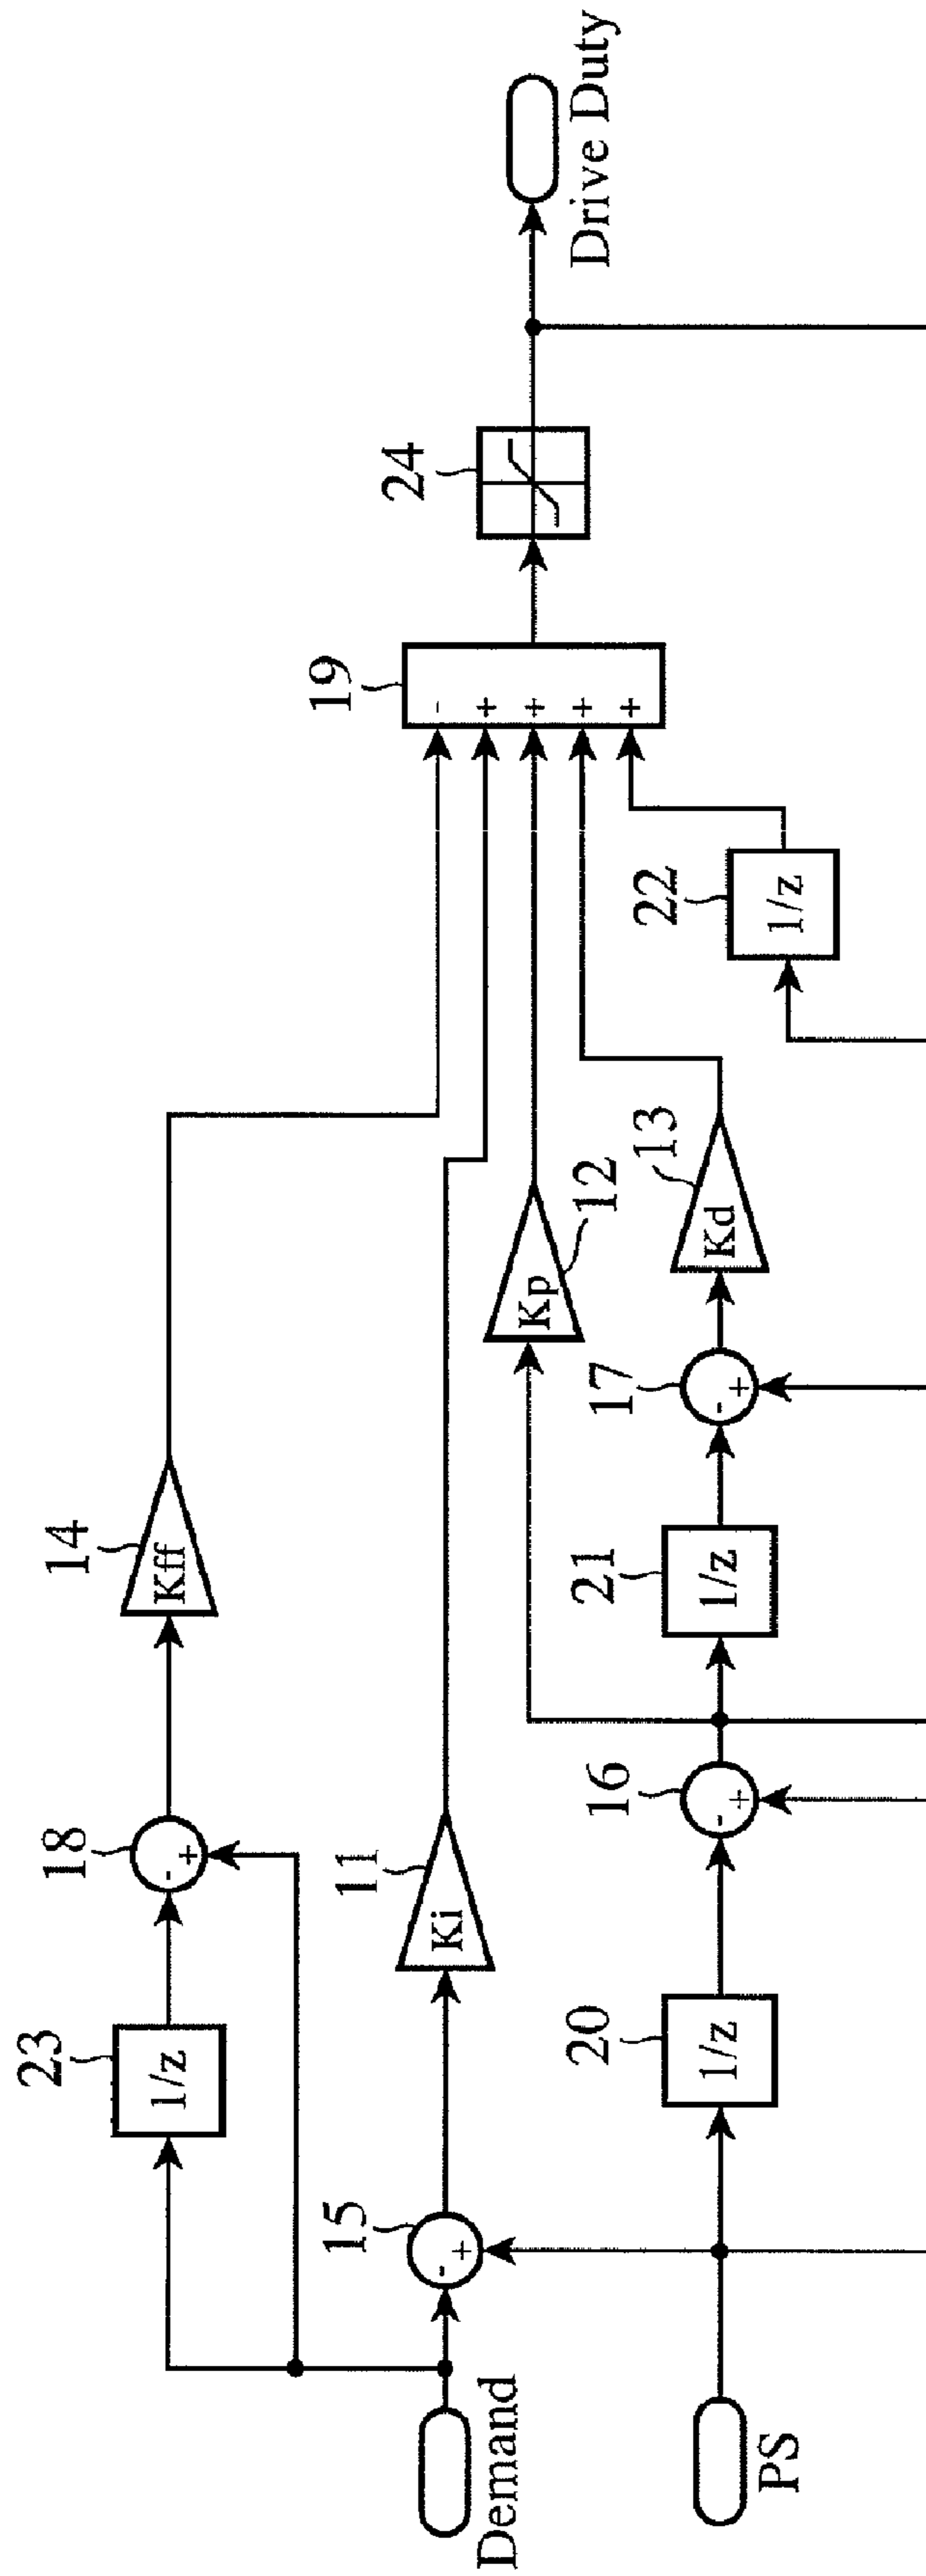 23
1/z
18
-
+
14
Kff
Demand
15
-
+
11
Ki
19
-
+
+
+
+
24
Drive Duty
Kp
12
PS
20
1/z
16
-
+
21
1/z
17
-
+
Kd
13
22
1/z